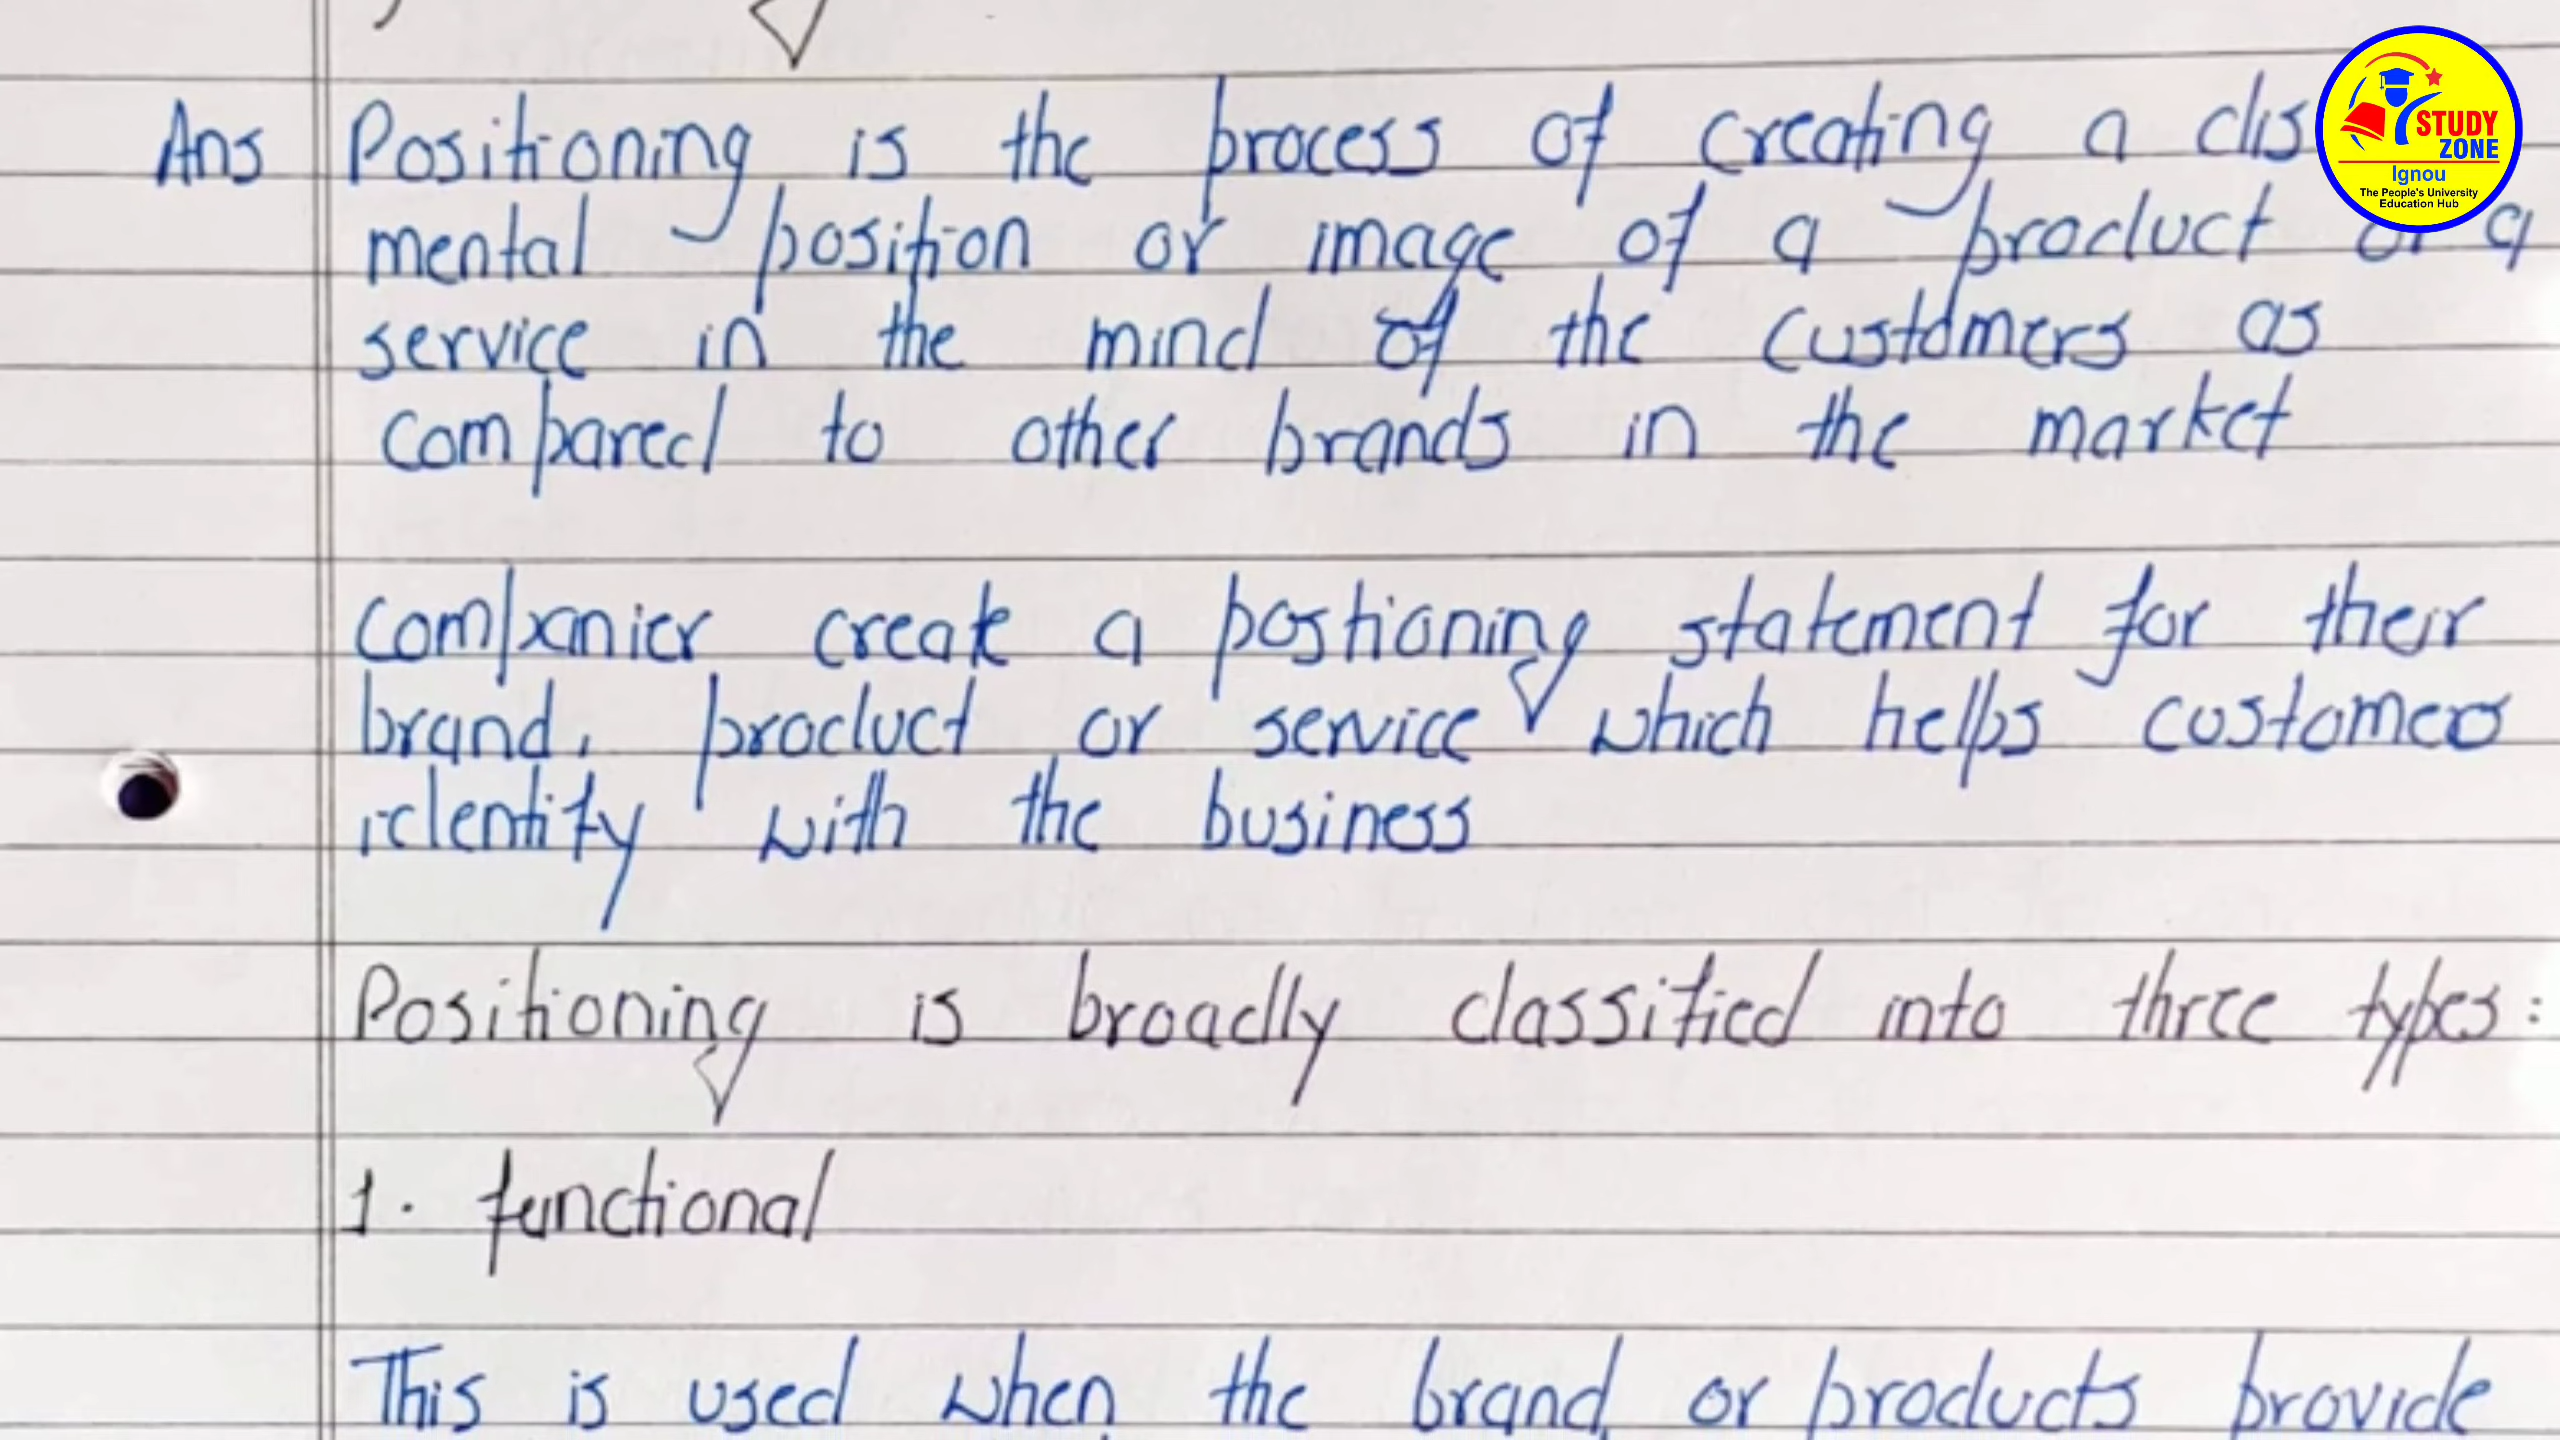 Ans Positioning is the process of creating a dis
mental position or image of a product or a
service in the mind of the customers as
compared to other brands in the market
companies create a postioning statement for their
brand, product or service which helps customers
identity with the business
Positioning is broadly classified into three types:
1. functional
This is used when the brand or products provide
STUDY
ZONE
Ignou
The People's University
Education Hub